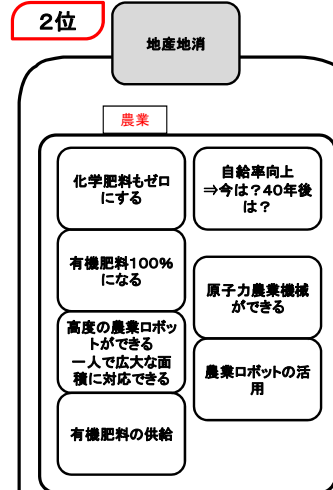 2位
地産地消
農業
化学肥料もゼロ
にする
有機肥料100%
になる
高度の農業ロボッ
トができる
一人で広大な面
積に対応できる
有機肥料の供給
自給率向上
⇒今は？40年後
は？
原子力農業機械
ができる
農業ロボットの活
用